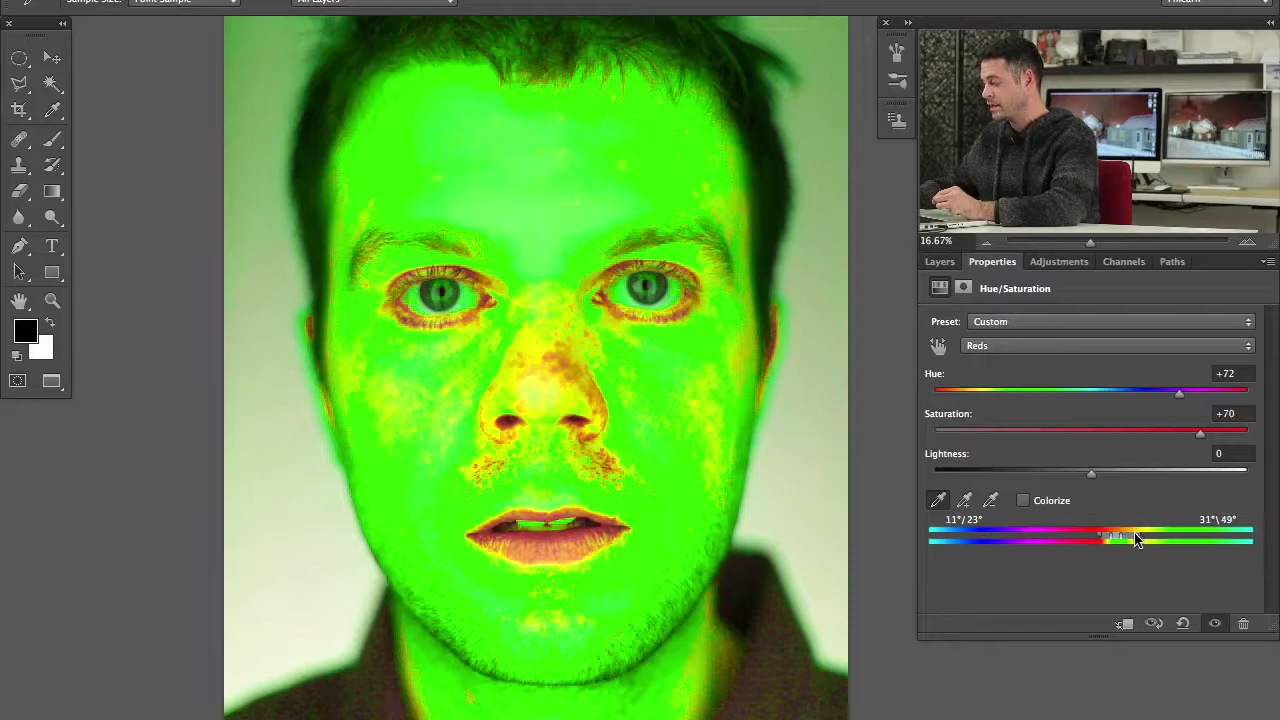 Sample Size: Point Sample
All Layers
16.67%
Layers Properties Adjustments Channels Paths
Hue/Saturation
Preset: Custom
Reds
Hue: +72
Saturation: +70
Lightness: 0
Colorize
11°/23° 31°\49°